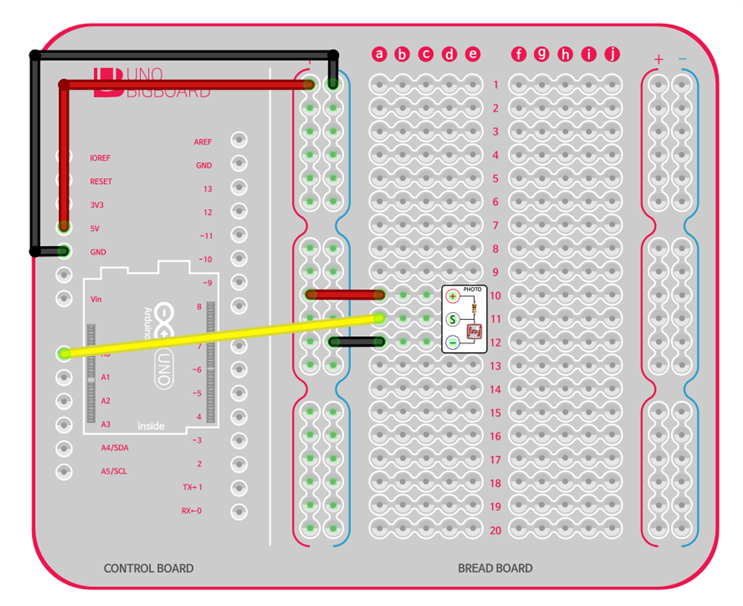 UNO
BIGBOARD
+
a b c d e f g h i j
+ −
IOREF
RESET
3V3
5V
GND
Vin
A0
A1
A2
A3
A4/SDA
A5/SCL
AREF
GND
13
12
~11
~10
~9
8
7
~6
~5
4
~3
2
TX→1
RX←0
Arduino
UNO
inside
1
2
3
4
5
6
7
8
9
10
11
12
13
14
15
16
17
18
19
20
PHOTO
+
S
−
CONTROL BOARD
BREAD BOARD